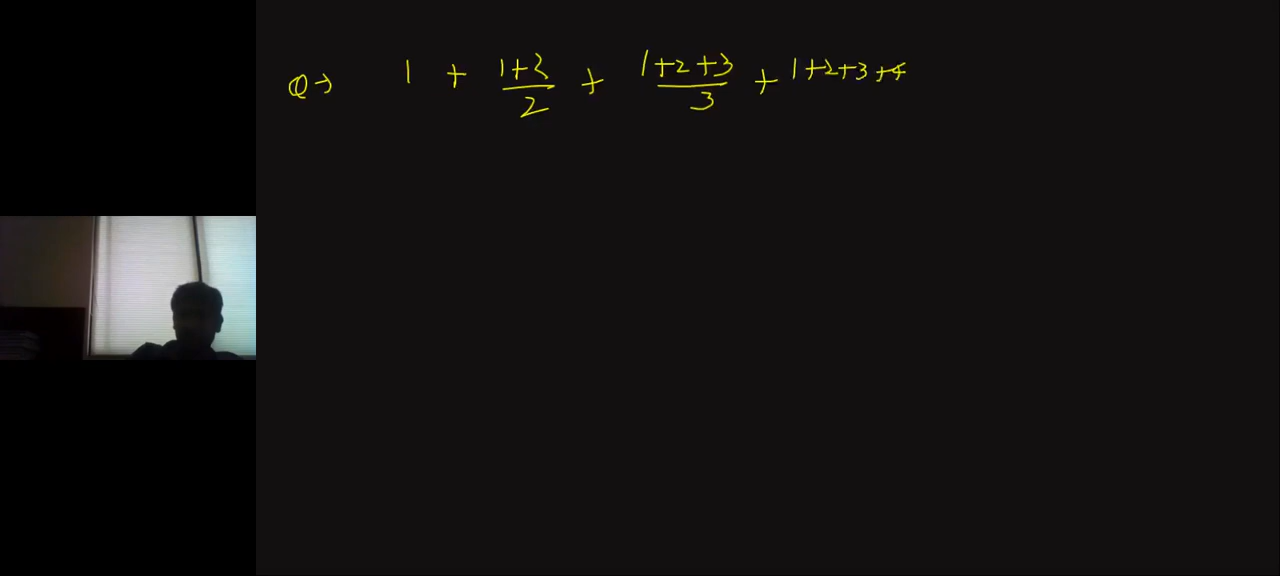 Q→ 1 + (1+2)/2 + (1+2+3)/3 + 1+2+3+4